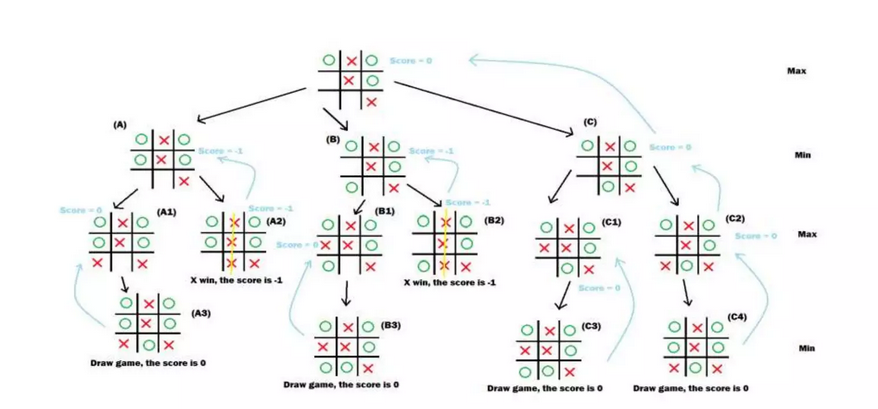 Score = 0
Max
(A)
(B)
(C)
Score = -1
Score = -1
Score = 0
Min
Score = 0
(A1)
Score = -1
(A2)
Score = 0
(B1)
Score = -1
(B2)
(C1)
(C2)
Score = 0
Max
X win, the score is -1
X win, the score is -1
Score = 0
(A3)
(B3)
(C3)
(C4)
Min
Draw game, the score is 0
Draw game, the score is 0
Draw game, the score is 0
Draw game, the score is 0